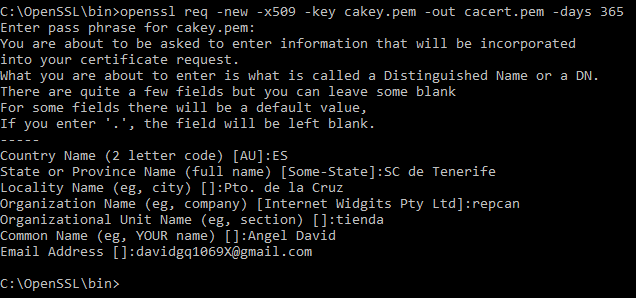 C:\OpenSSL\bin>openssl req -new -x509 -key cakey.pem -out cacert.pem -days 365
Enter pass phrase for cakey.pem:
You are about to be asked to enter information that will be incorporated
into your certificate request.
What you are about to enter is what is called a Distinguished Name or a DN.
There are quite a few fields but you can leave some blank
For some fields there will be a default value,
If you enter '.', the field will be left blank.
-----
Country Name (2 letter code) [AU]:ES
State or Province Name (full name) [Some-State]:SC de Tenerife
Locality Name (eg, city) []:Pto. de la Cruz
Organization Name (eg, company) [Internet Widgits Pty Ltd]:repcan
Organizational Unit Name (eg, section) []:tienda
Common Name (eg, YOUR name) []:Angel David
Email Address []:davidgq1069X@gmail.com
C:\OpenSSL\bin>